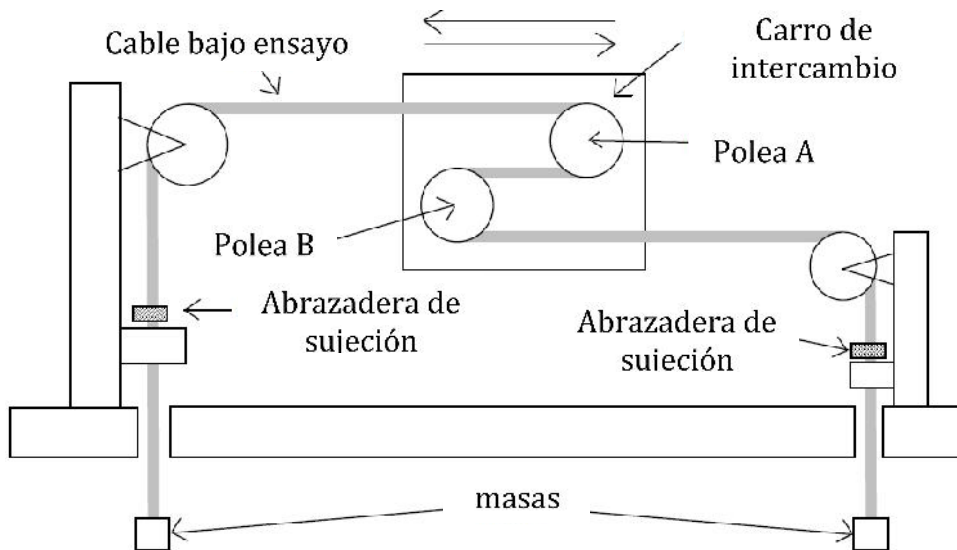 Cable bajo ensayo
Carro de
intercambio
Polea A
Polea B
Abrazadera de
sujeción
Abrazadera de
sujeción
masas